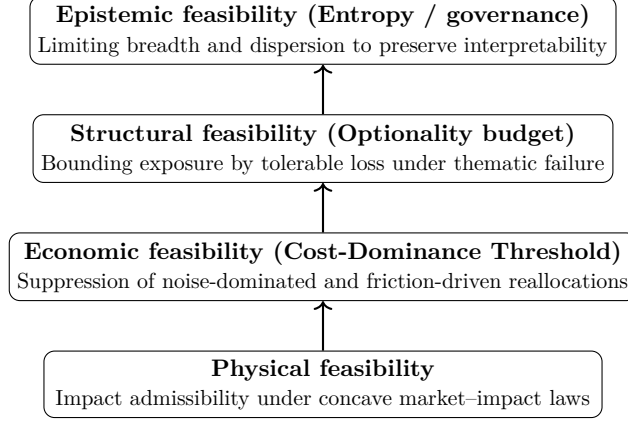 Epistemic feasibility (Entropy / governance)
Limiting breadth and dispersion to preserve interpretability
Structural feasibility (Optionality budget)
Bounding exposure by tolerable loss under thematic failure
Economic feasibility (Cost-Dominance Threshold)
Suppression of noise-dominated and friction-driven reallocations
Physical feasibility
Impact admissibility under concave market–impact laws